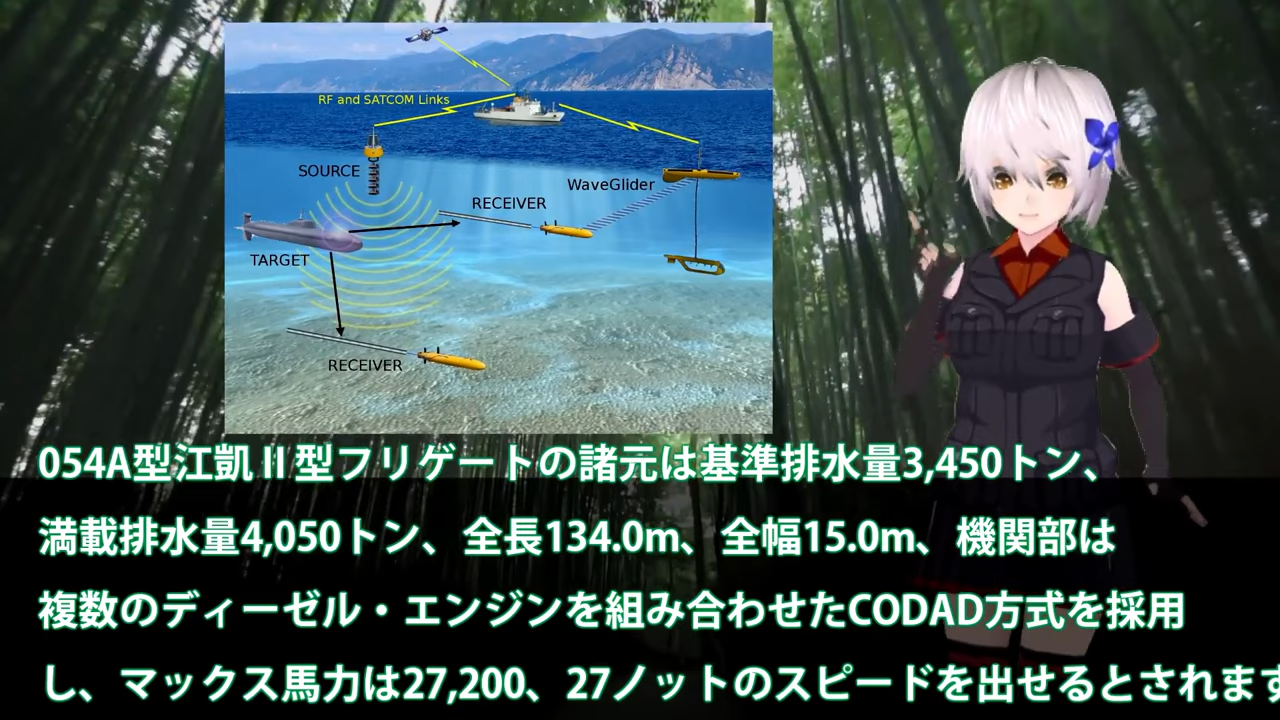 RF and SATCOM Links
SOURCE
WaveGlider
RECEIVER
TARGET
RECEIVER
054A型江凱Ⅱ型フリゲートの諸元は基準排水量3,450トン、
満載排水量4,050トン、全長134.0m、全幅15.0m、機関部は
複数のディーゼル・エンジンを組み合わせたCODAD方式を採用
し、マックス馬力は27,200、27ノットのスピードを出せるとされます